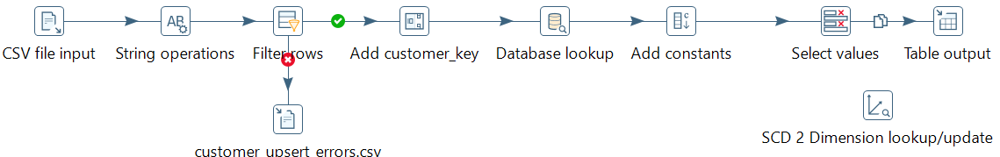 CSV file input
String operations
Filter rows
Add customer_key
Database lookup
Add constants
Select values
Table output
SCD 2 Dimension lookup/update
customer_upsert_errors.csv